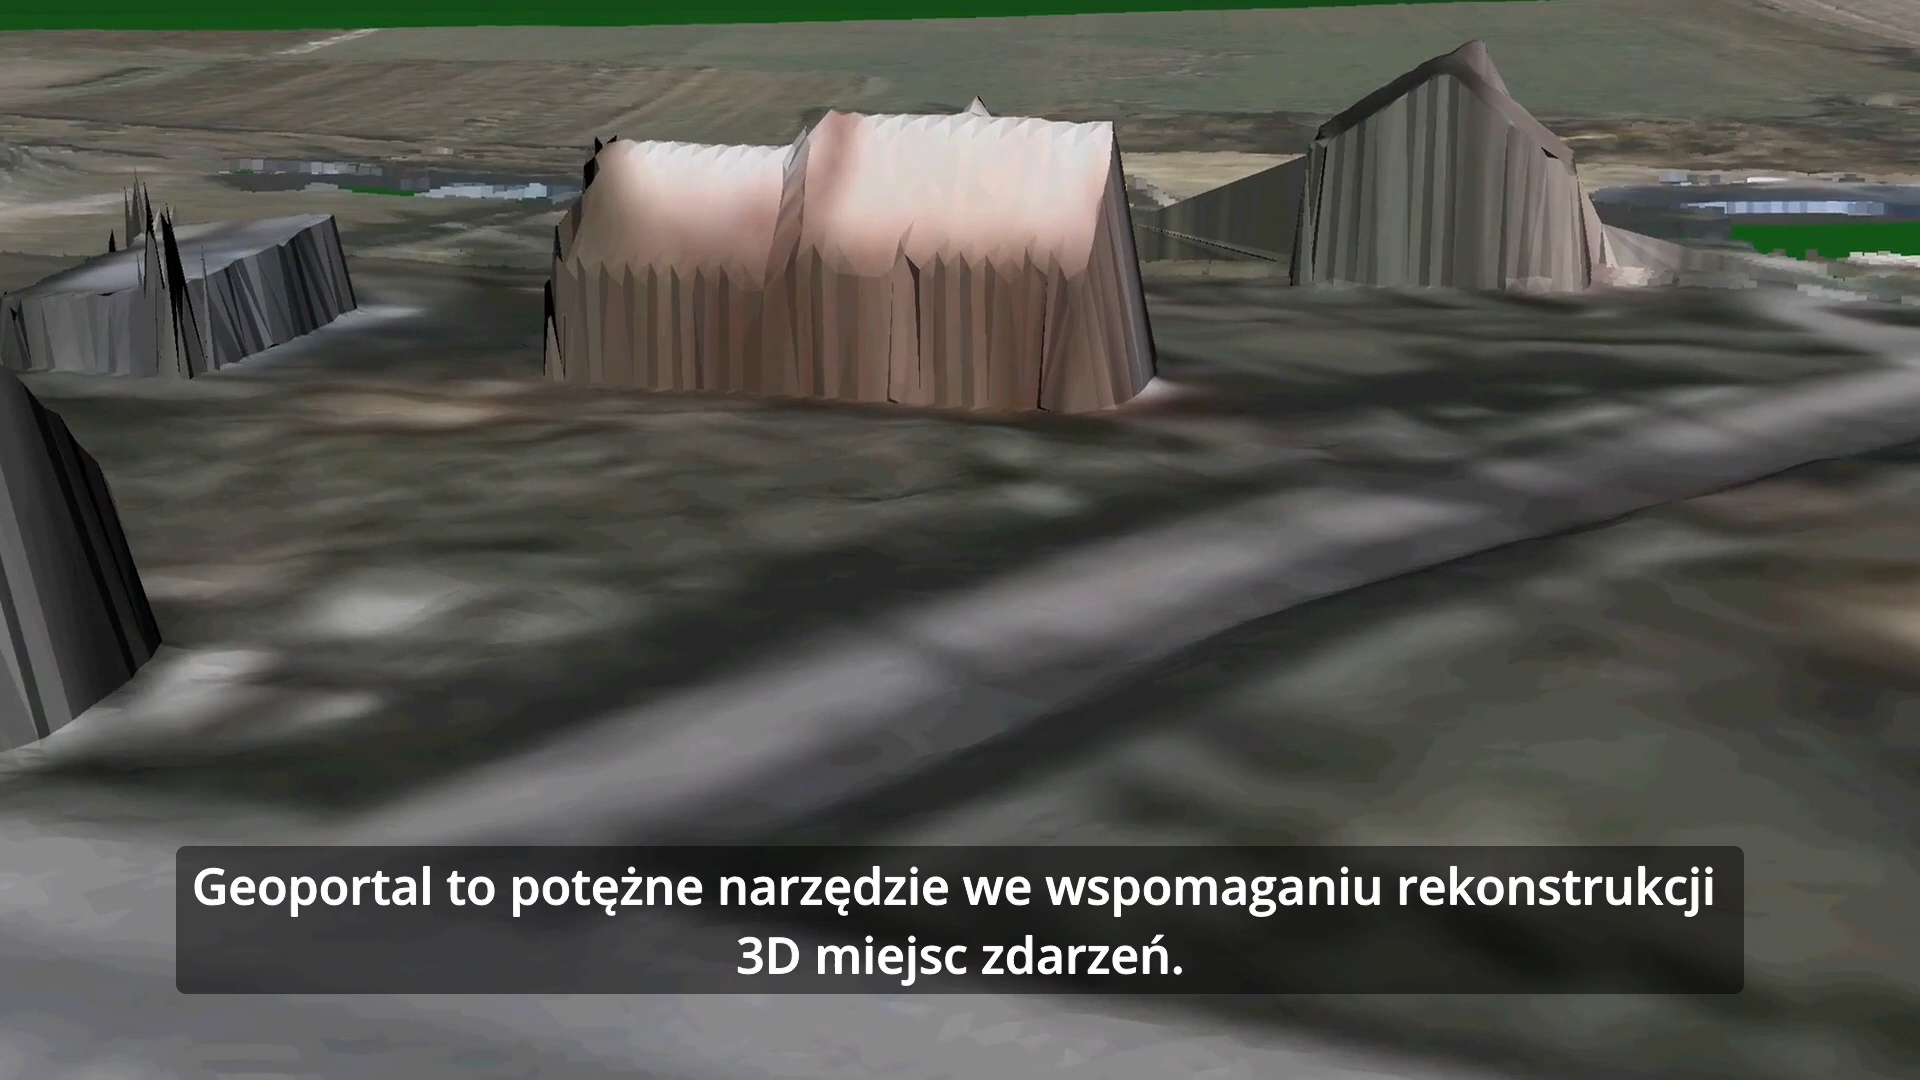 Geoportal to potężne narzędzie we wspomaganiu rekonstrukcji
3D miejsc zdarzeń.